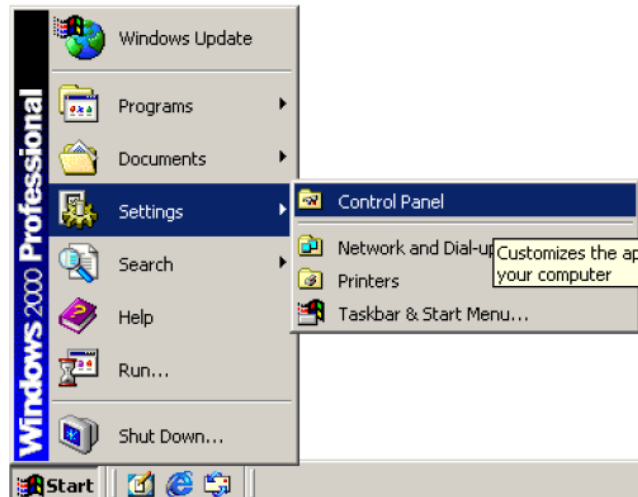 Windows 2000 Professional
Windows Update
Programs
Documents
Settings
Search
Help
Run...
Shut Down...
Control Panel
Network and Dial-up
Printers
Taskbar & Start Menu...
Customizes the ap
your computer
Start